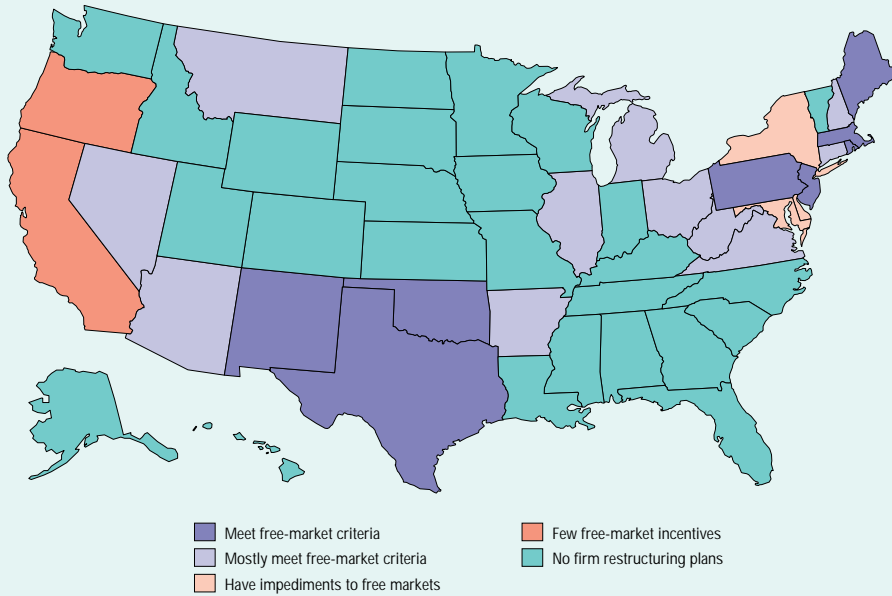 Meet free-market criteria
Mostly meet free-market criteria
Have impediments to free markets
Few free-market incentives
No firm restructuring plans